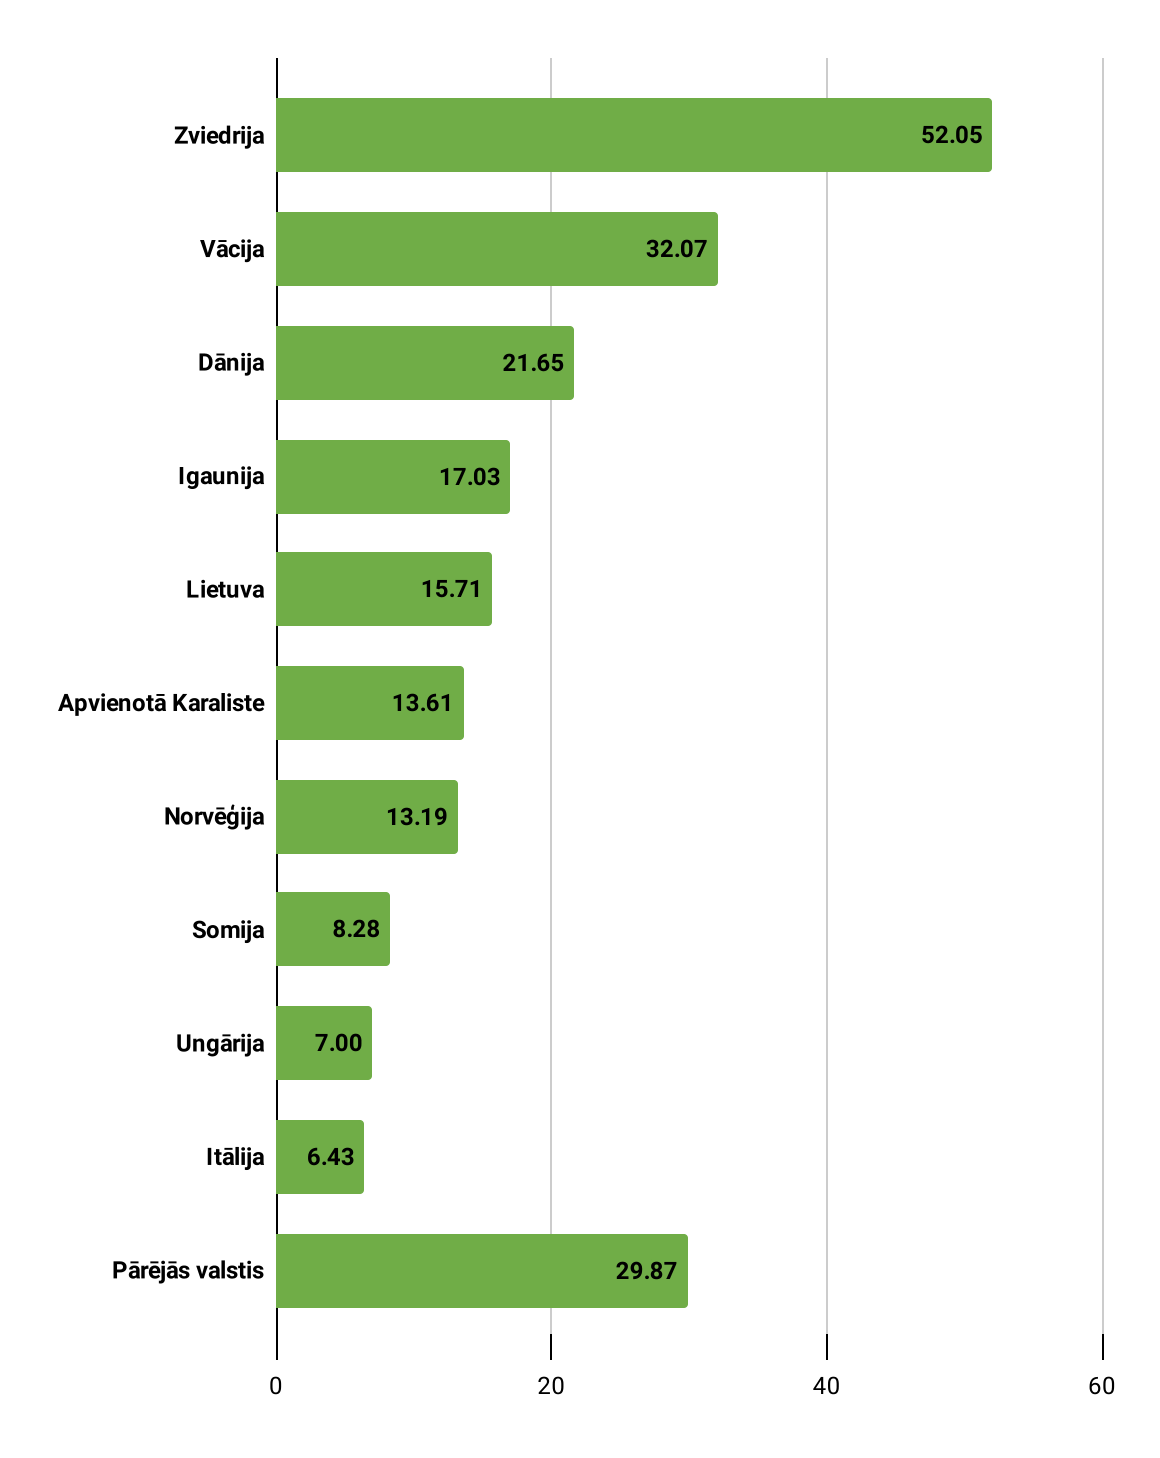 Zviedrija 52.05
Vācija 32.07
Dānija 21.65
Igaunija 17.03
Lietuva 15.71
Apvienotā Karaliste 13.61
Norvēģija 13.19
Somija 8.28
Ungārija 7.00
Itālija 6.43
Pārējās valstis 29.87
0 20 40 60